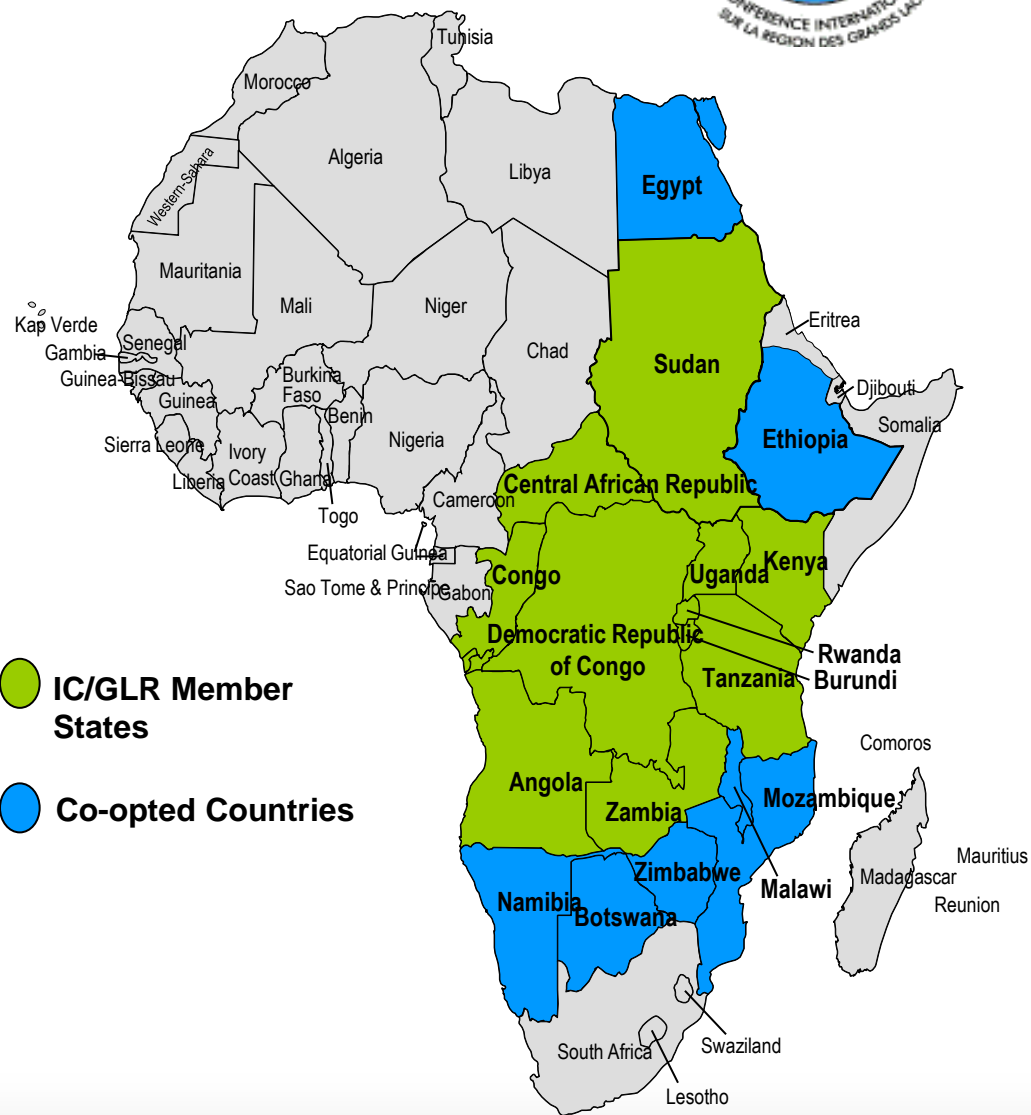 CONFERENCE INTERNATIO
SUR LA REGION DES GRANDS LAC
Tunisia
Morocco
Algeria
Libya
Egypt
Western-Sahara
Mauritania
Mali
Niger
Chad
Sudan
Eritrea
Kap Verde
Senegal
Gambia
Guinea-Bissau
Guinea
Burkina
Faso
Benin
Nigeria
Djibouti
Somalia
Ethiopia
Sierra Leone
Ivory
Coast
Ghana
Liberia
Togo
Cameroon
Central African Republic
Equatorial Guinea
Sao Tome & Principe
Gabon
Congo
Uganda
Kenya
Democratic Republic
of Congo
Rwanda
Burundi
Tanzania
IC/GLR Member
States
Co-opted Countries
Comoros
Angola
Zambia
Mozambique
Malawi
Zimbabwe
Namibia
Botswana
Madagascar
Mauritius
Reunion
South Africa
Swaziland
Lesotho